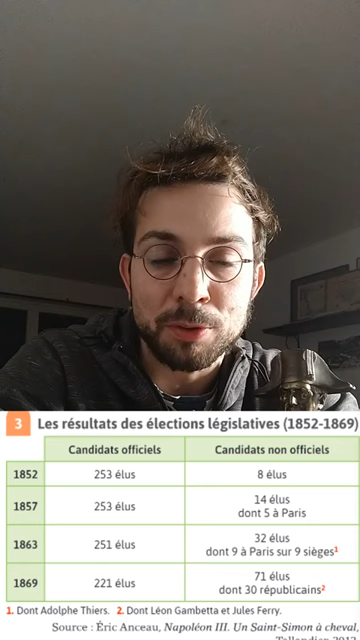 3 Les résultats des élections législatives (1852-1869)
Candidats officiels Candidats non officiels
1852 253 élus 8 élus
1857 253 élus 14 élus
dont 5 à Paris
1863 251 élus 32 élus
dont 9 à Paris sur 9 sièges¹
1869 221 élus 71 élus
dont 30 républicains²
1. Dont Adolphe Thiers. 2. Dont Léon Gambetta et Jules Ferry.
Source : Éric Anceau, Napoléon III. Un Saint-Simon à cheval,